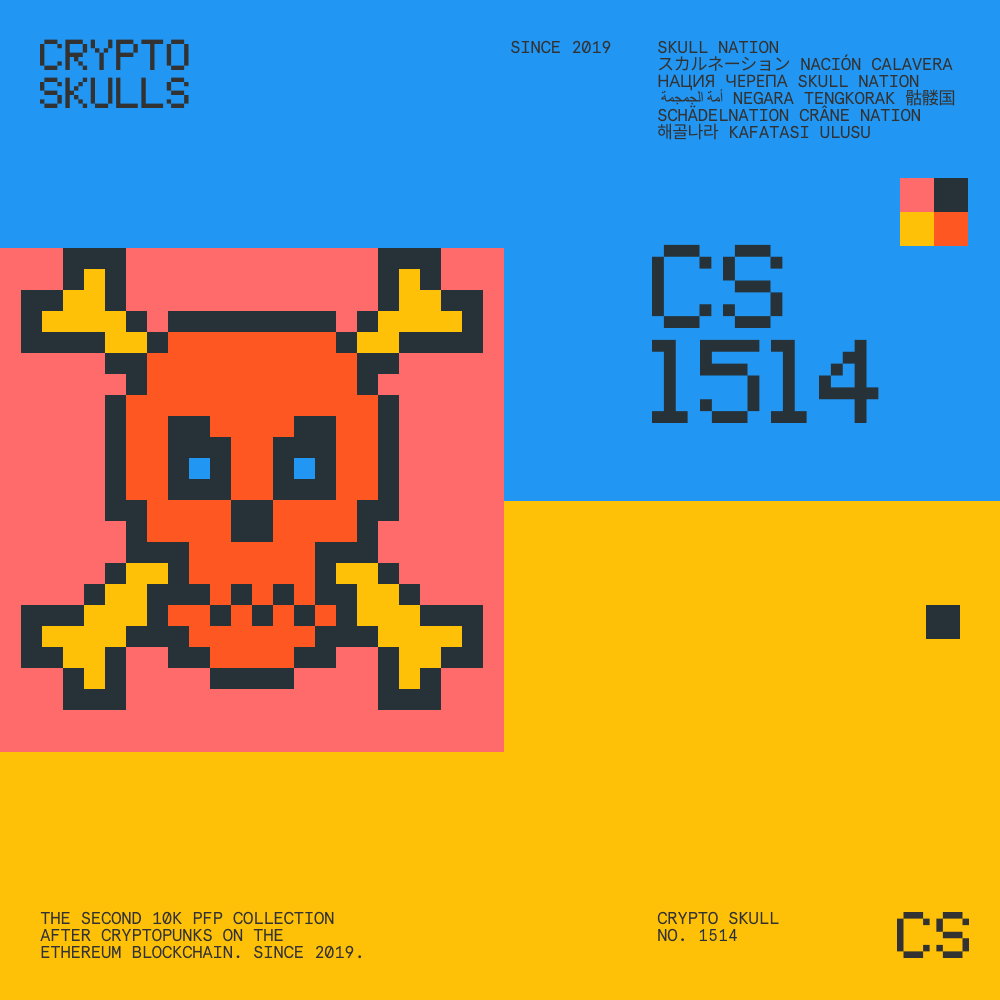 CRYPTO
SKULLS
SINCE 2019
SKULL NATION
スカルネーション NACIÓN CALAVERA
НАЦИЯ ЧЕРЕПА SKULL NATION
أمة الجمجمة NEGARA TENGKORAK 骷髅国
SCHÄDELNATION CRÂNE NATION
해골나라 KAFATASI ULUSU
CS
1514
THE SECOND 10K PFP COLLECTION
AFTER CRYPTOPUNKS ON THE
ETHEREUM BLOCKCHAIN. SINCE 2019.
CRYPTO SKULL
NO. 1514
CS